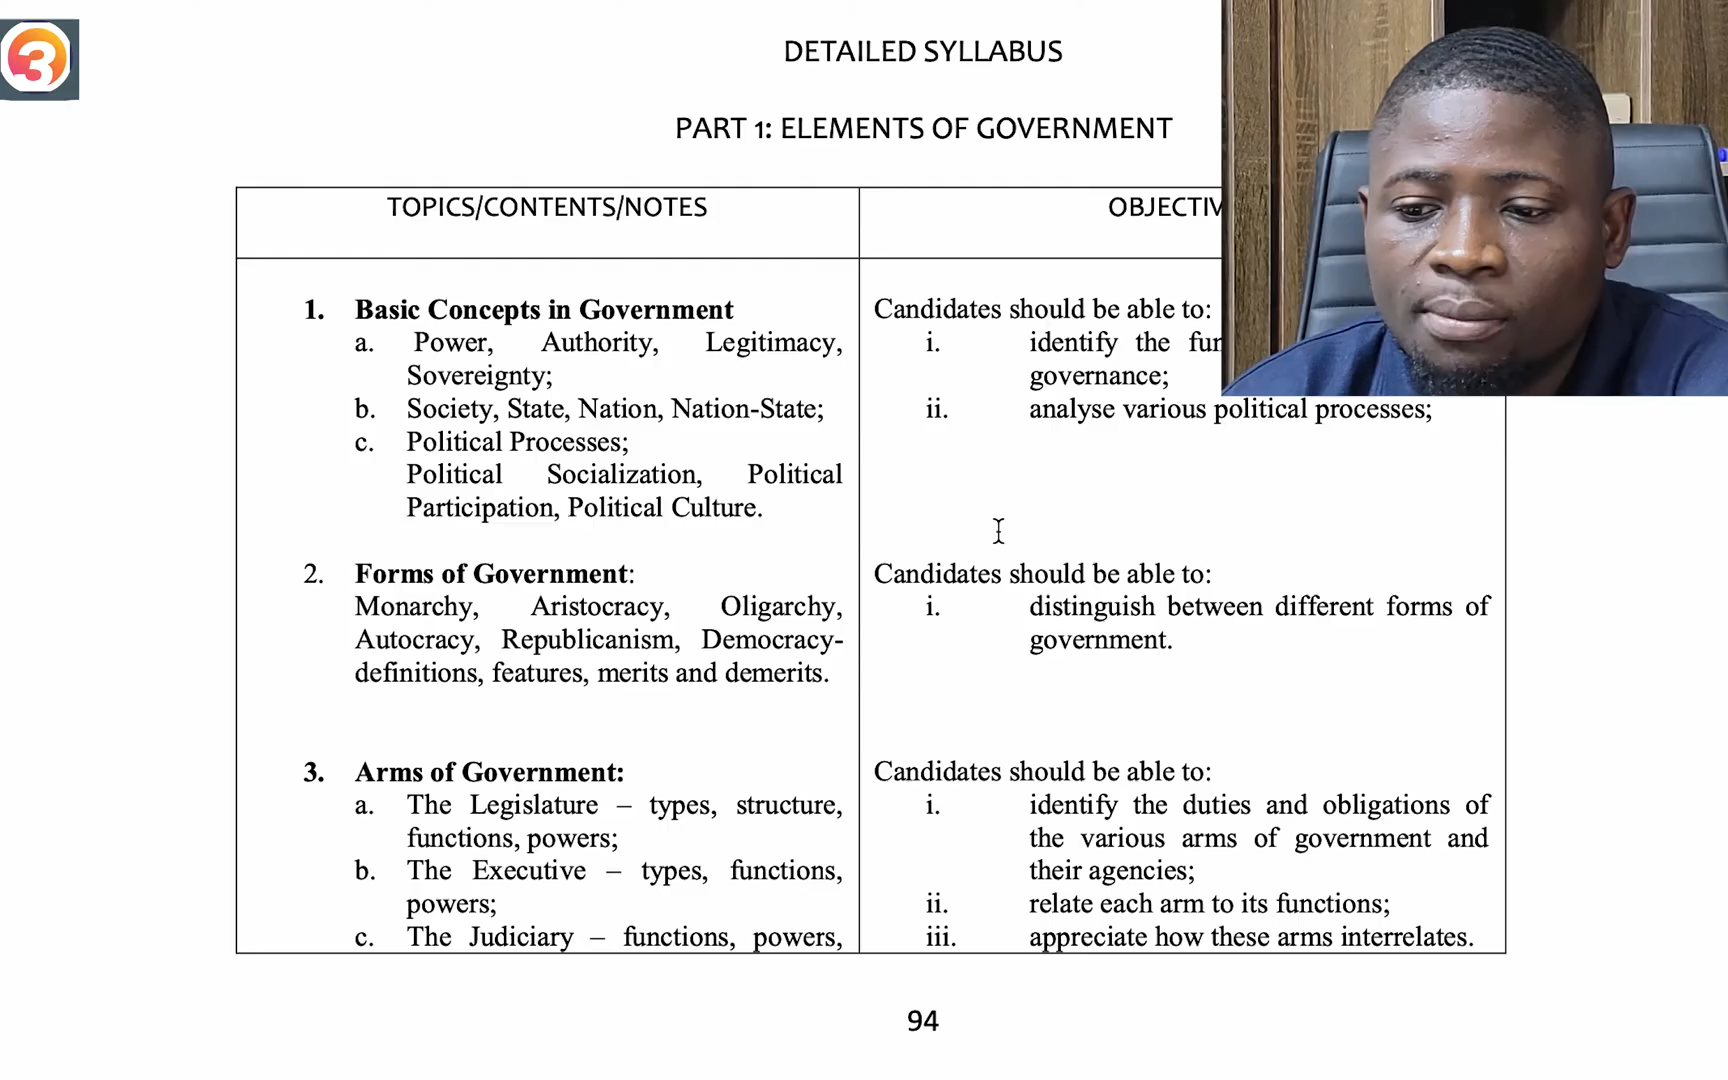 3
DETAILED SYLLABUS
PART 1: ELEMENTS OF GOVERNMENT
TOPICS/CONTENTS/NOTES
1. Basic Concepts in Government
a. Power, Authority, Legitimacy,
Sovereignty;
b. Society, State, Nation, Nation-State;
c. Political Processes;
Political Socialization, Political
Participation, Political Culture.
2. Forms of Government:
Monarchy, Aristocracy, Oligarchy,
Autocracy, Republicanism, Democracy-
definitions, features, merits and demerits.
3. Arms of Government:
a. The Legislature – types, structure,
functions, powers;
b. The Executive – types, functions,
powers;
c. The Judiciary – functions, powers,
Candidates should be able to:
i. identify the
governance;
ii. analyse various political processes;
Candidates should be able to:
i. distinguish between different forms of
government.
Candidates should be able to:
i. identify the duties and obligations of
the various arms of government and
their agencies;
ii. relate each arm to its functions;
iii. appreciate how these arms interrelates.
94